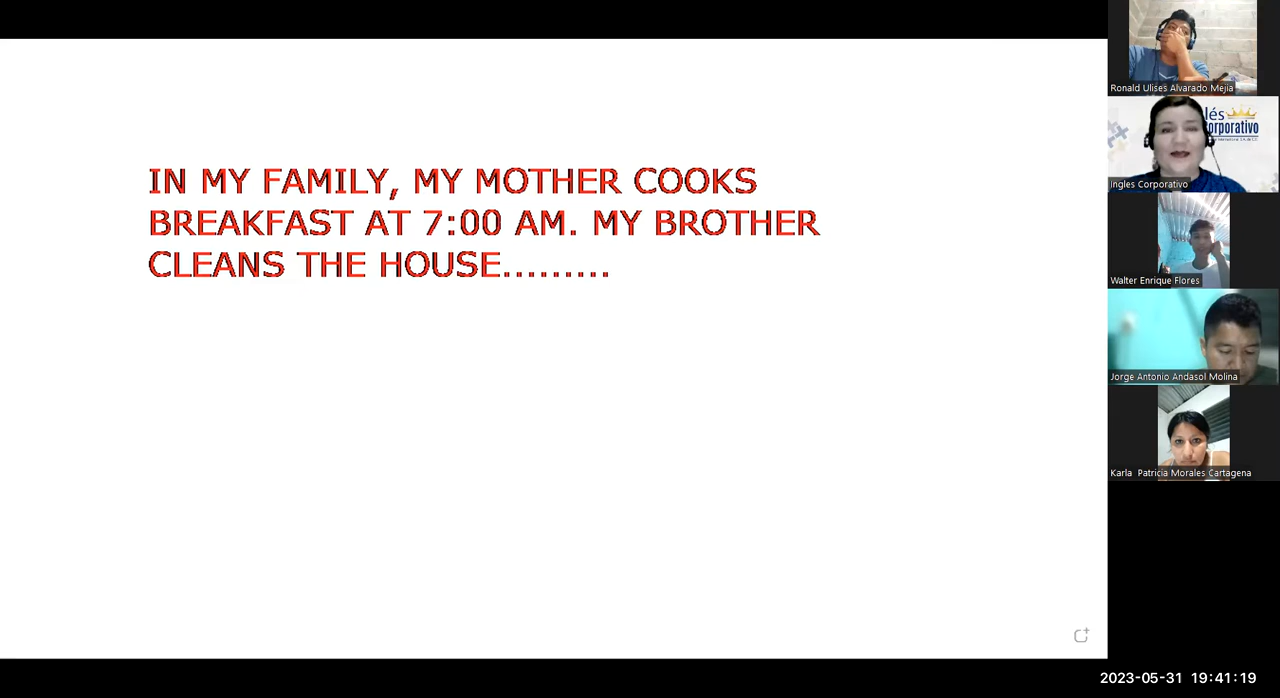 IN MY FAMILY, MY MOTHER COOKS
BREAKFAST AT 7:00 AM. MY BROTHER
CLEANS THE HOUSE.........
Ronald Ulises Alvarado Mejia
lés
orporativo
Ingles Corporativo
Walter Enrique Flores
Jorge Antonio Andasol Molina
Karla Patricia Morales Cartagena
2023-05-31 19:41:19